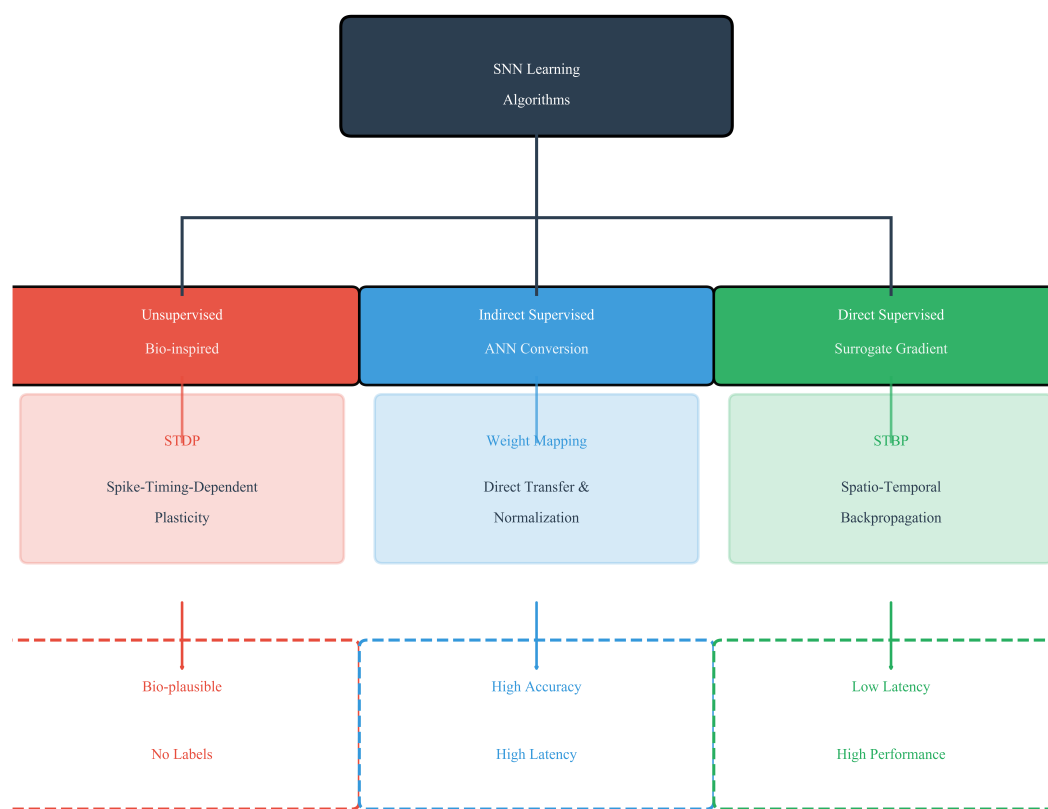 SNN Learning
Algorithms
Unsupervised
Bio-inspired
Indirect Supervised
ANN Conversion
Direct Supervised
Surrogate Gradient
STDP
Spike-Timing-Dependent
Plasticity
Weight Mapping
Direct Transfer &
Normalization
STBP
Spatio-Temporal
Backpropagation
Bio-plausible
No Labels
High Accuracy
High Latency
Low Latency
High Performance